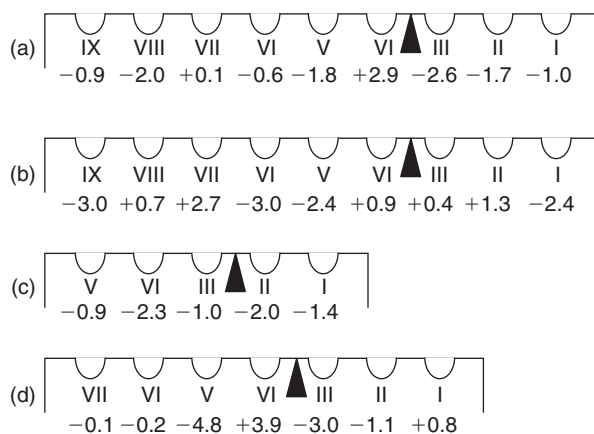 (a)
IX VIII VII VI V VI III II I
−0.9 −2.0 +0.1 −0.6 −1.8 +2.9 −2.6 −1.7 −1.0
(b)
IX VIII VII VI V VI III II I
−3.0 +0.7 +2.7 −3.0 −2.4 +0.9 +0.4 +1.3 −2.4
(c)
V VI III II I
−0.9 −2.3 −1.0 −2.0 −1.4
(d)
VII VI V VI III II I
−0.1 −0.2 −4.8 +3.9 −3.0 −1.1 +0.8